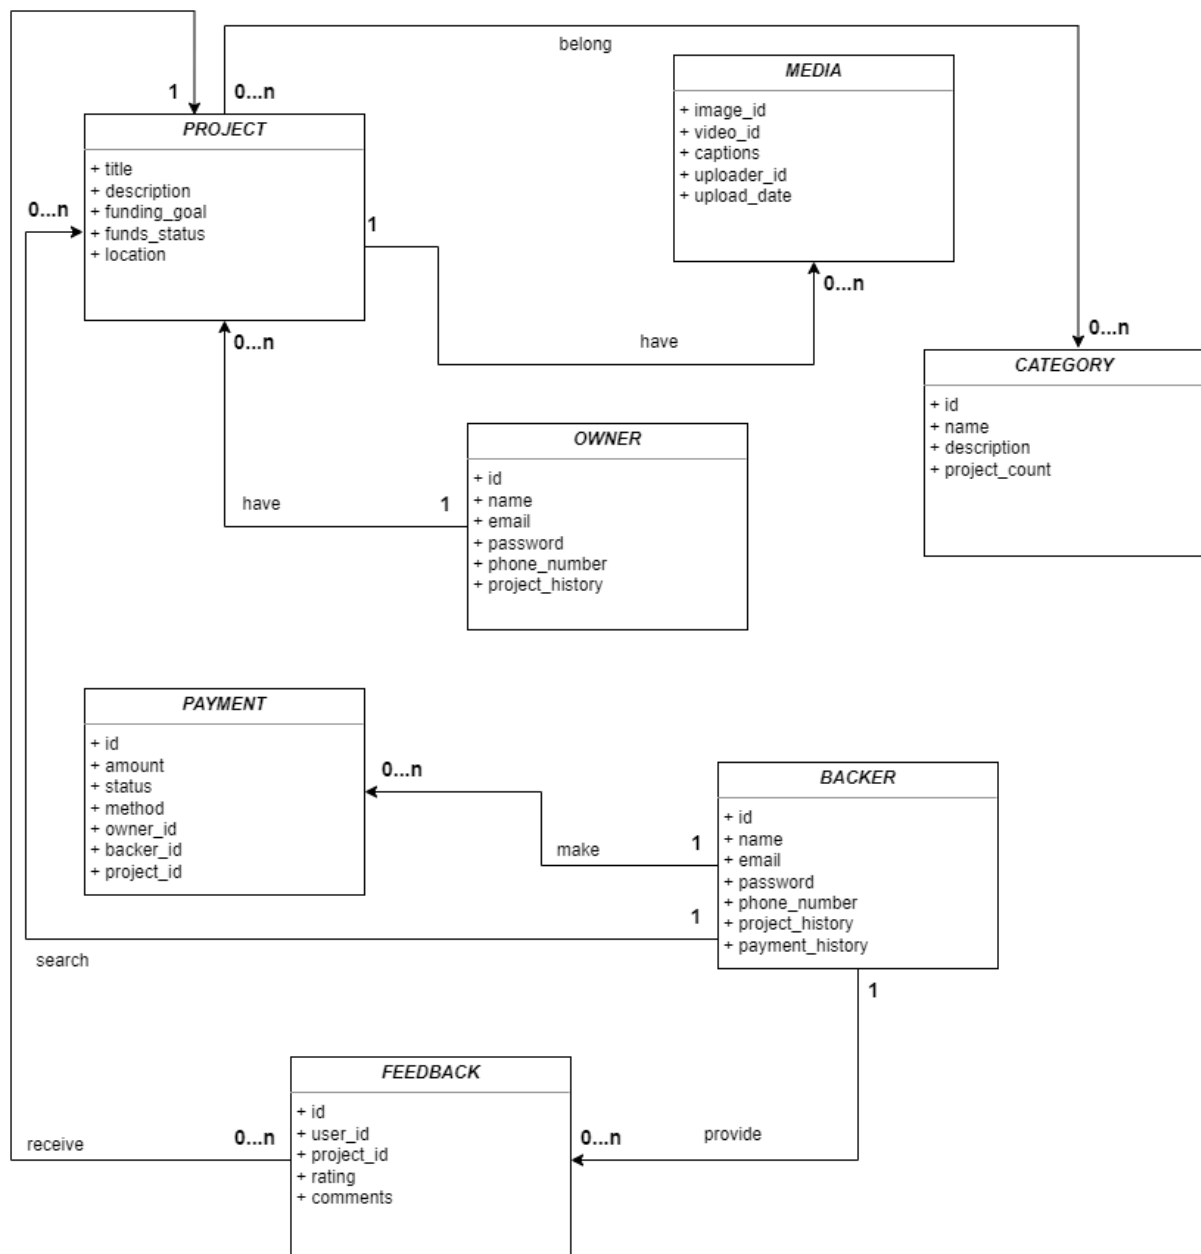 belong
1
0...n
PROJECT
+ title
+ description
+ funding_goal
+ funds_status
+ location
0...n
1
MEDIA
+ image_id
+ video_id
+ captions
+ uploader_id
+ upload_date
0...n
have
0...n
0...n
CATEGORY
+ id
+ name
+ description
+ project_count
OWNER
+ id
+ name
+ email
+ password
+ phone_number
+ project_history
have
1
PAYMENT
+ id
+ amount
+ status
+ method
+ owner_id
+ backer_id
+ project_id
0...n
make
1
1
BACKER
+ id
+ name
+ email
+ password
+ phone_number
+ project_history
+ payment_history
search
1
FEEDBACK
+ id
+ user_id
+ project_id
+ rating
+ comments
receive
0...n
0...n
provide